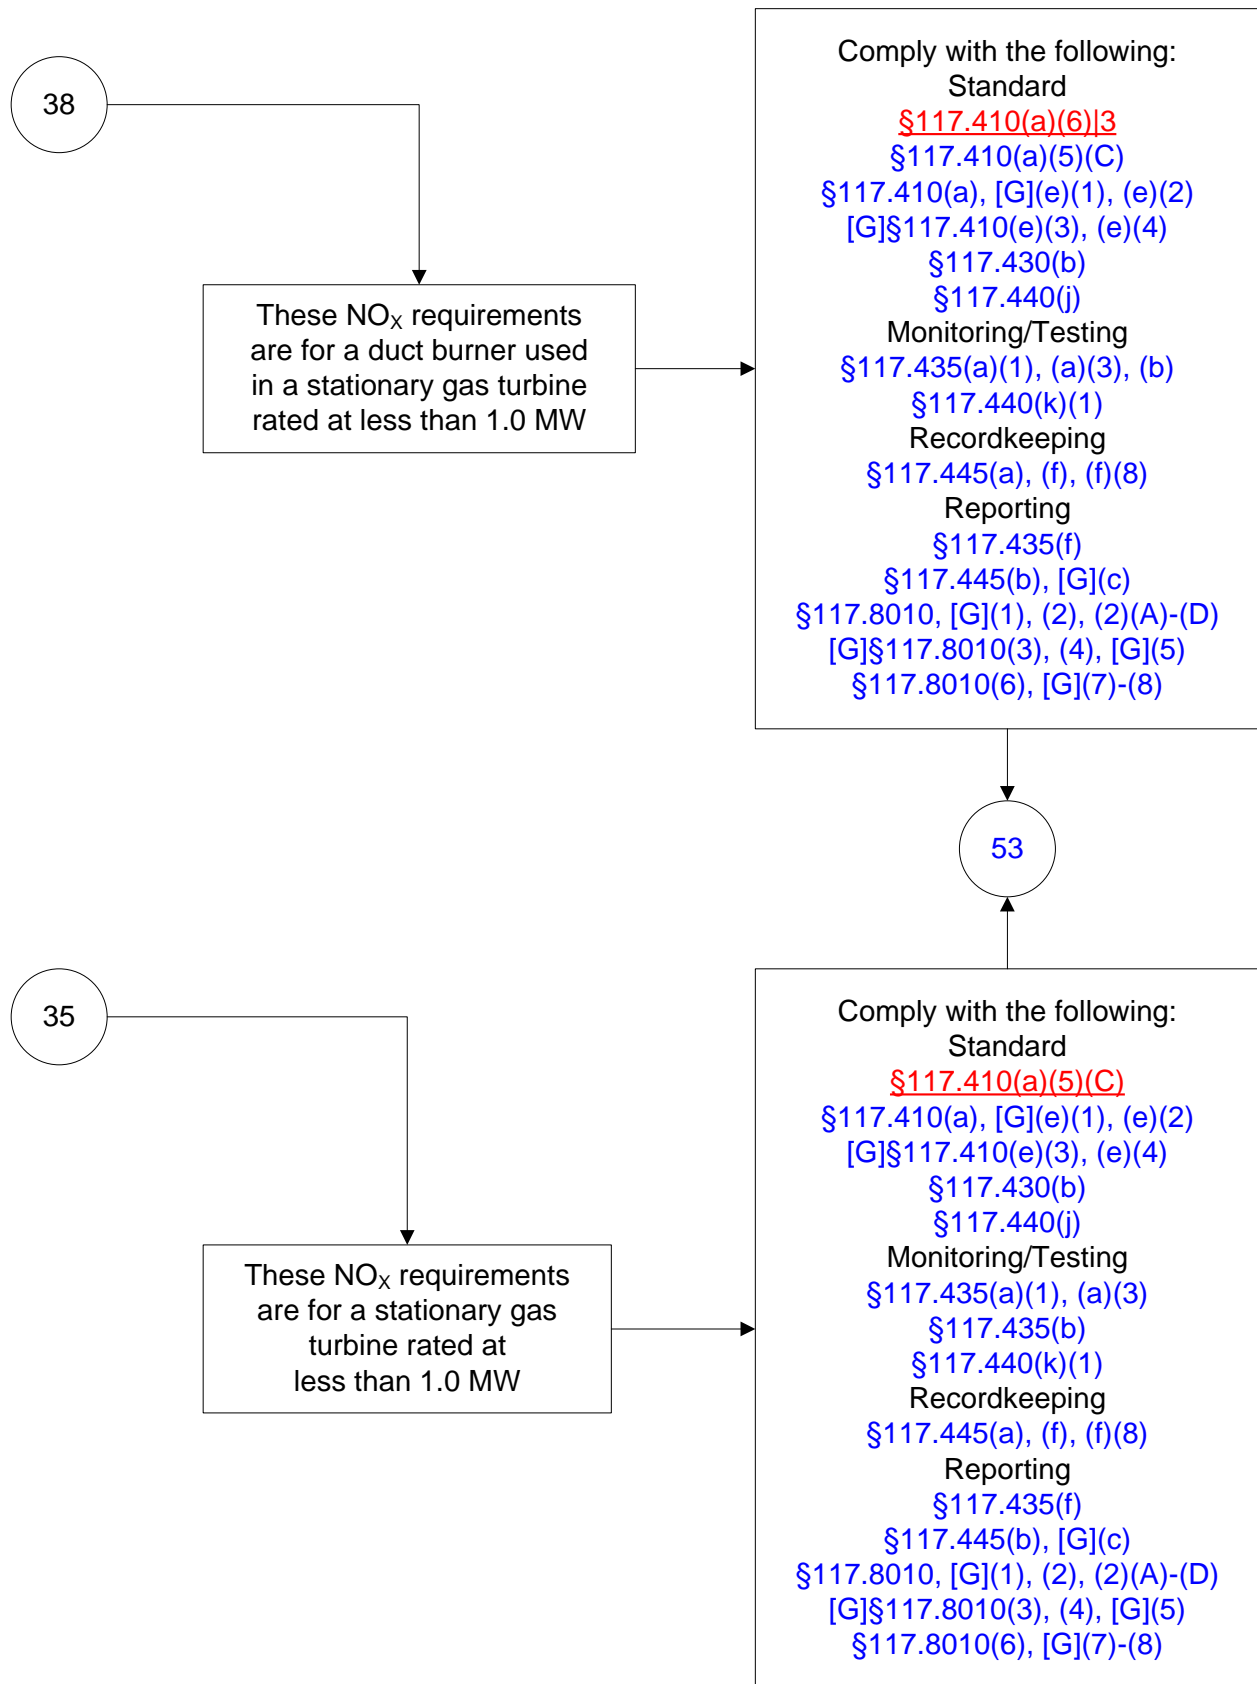 38
These NOX requirements
are for a duct burner used
in a stationary gas turbine
rated at less than 1.0 MW
Comply with the following:
Standard
§117.410(a)(6)|3
§117.410(a)(5)(C)
§117.410(a), [G](e)(1), (e)(2)
[G]§117.410(e)(3), (e)(4)
§117.430(b)
§117.440(j)
Monitoring/Testing
§117.435(a)(1), (a)(3), (b)
§117.440(k)(1)
Recordkeeping
§117.445(a), (f), (f)(8)
Reporting
§117.435(f)
§117.445(b), [G](c)
§117.8010, [G](1), (2), (2)(A)-(D)
[G]§117.8010(3), (4), [G](5)
§117.8010(6), [G](7)-(8)
53
35
These NOX requirements
are for a stationary gas
turbine rated at
less than 1.0 MW
Comply with the following:
Standard
§117.410(a)(5)(C)
§117.410(a), [G](e)(1), (e)(2)
[G]§117.410(e)(3), (e)(4)
§117.430(b)
§117.440(j)
Monitoring/Testing
§117.435(a)(1), (a)(3)
§117.435(b)
§117.440(k)(1)
Recordkeeping
§117.445(a), (f), (f)(8)
Reporting
§117.435(f)
§117.445(b), [G](c)
§117.8010, [G](1), (2), (2)(A)-(D)
[G]§117.8010(3), (4), [G](5)
§117.8010(6), [G](7)-(8)